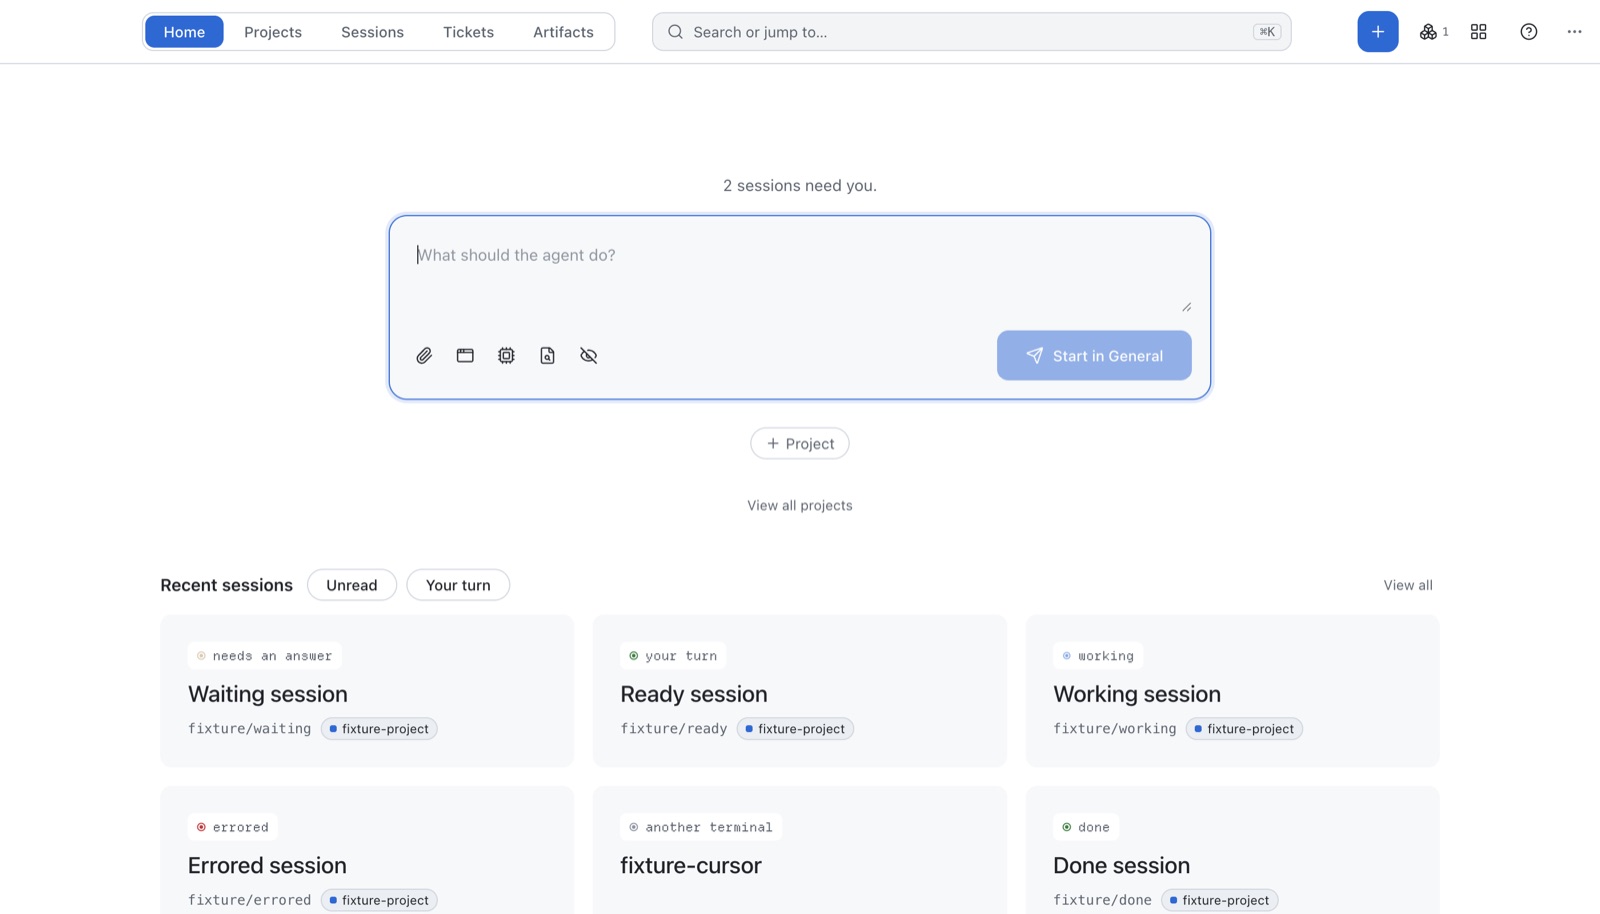 Home Projects Sessions Tickets Artifacts Search or jump to... ⌘K 1
2 sessions need you.
What should the agent do?
Start in General
+ Project
View all projects
Recent sessions Unread Your turn View all
needs an answer
Waiting session
fixture/waiting fixture-project
your turn
Ready session
fixture/ready fixture-project
working
Working session
fixture/working fixture-project
errored
Errored session
fixture/errored fixture-project
another terminal
fixture-cursor
done
Done session
fixture/done fixture-project